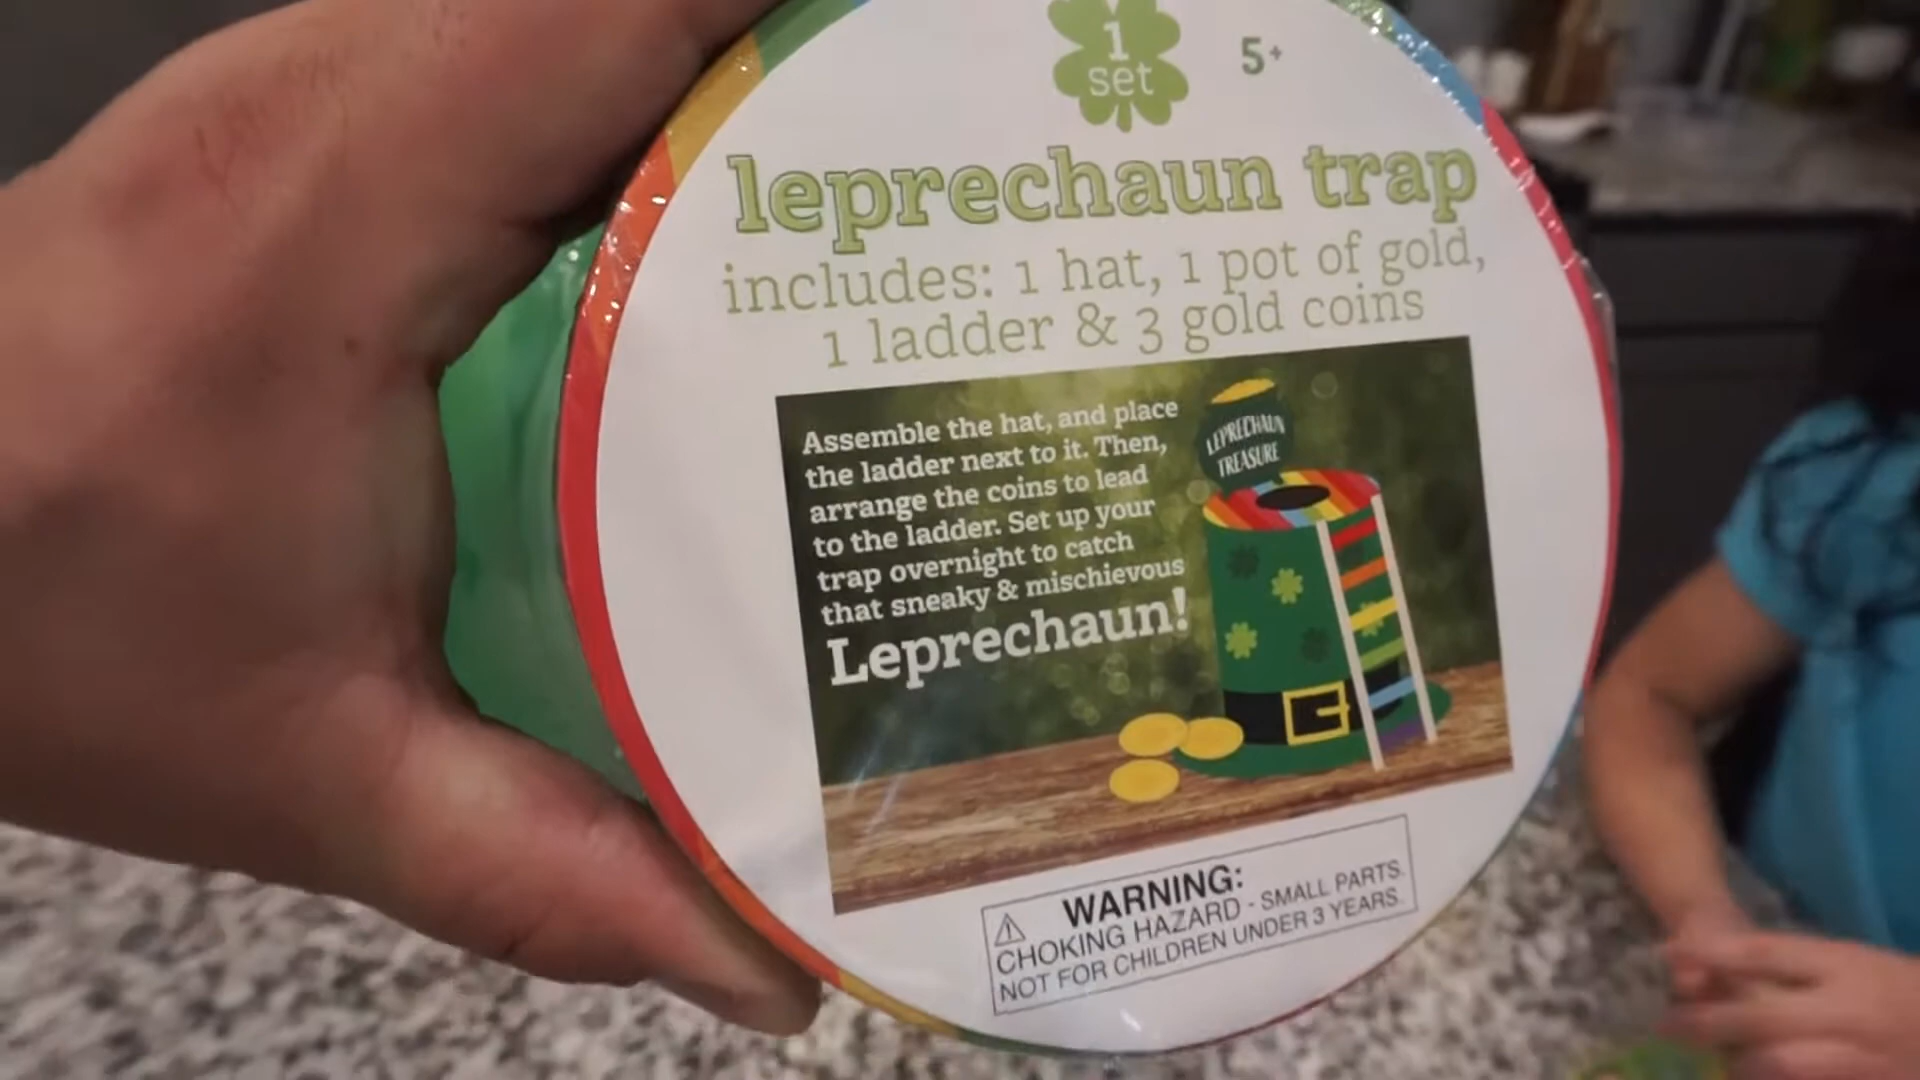 1
set
5+
leprechaun trap
includes: 1 hat, 1 pot of gold,
1 ladder & 3 gold coins
Assemble the hat, and place
the ladder next to it. Then,
arrange the coins to lead
to the ladder. Set up your
trap overnight to catch
that sneaky & mischievous
Leprechaun!
LEPRECHAUN
TREASURE
WARNING:
CHOKING HAZARD - SMALL PARTS.
NOT FOR CHILDREN UNDER 3 YEARS.